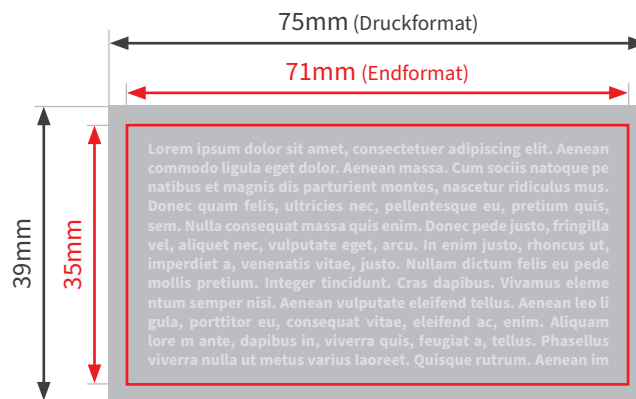 75mm (Druckformat)
71mm (Endformat)
39mm
35mm
Lorem ipsum dolor sit amet, consectetuer adipiscing elit. Aenean
commodo ligula eget dolor. Aenean massa. Cum sociis natoque pe
natibus et magnis dis parturient montes, nascetur ridiculus mus.
Donec quam felis, ultricies nec, pellentesque eu, pretium quis,
sem. Nulla consequat massa quis enim. Donec pede justo, fringilla
vel, aliquet nec, vulputate eget, arcu. In enim justo, rhoncus ut,
imperdiet a, venenatis vitae, justo. Nullam dictum felis eu pede
mollis pretium. Integer tincidunt. Cras dapibus. Vivamus eleme
ntum semper nisi. Aenean vulputate eleifend tellus. Aenean leo li
gula, porttitor eu, consequat vitae, eleifend ac, enim. Aliquam
lore m ante, dapibus in, viverra quis, feugiat a, tellus. Phasellus
viverra nulla ut metus varius laoreet. Quisque rutrum. Aenean im